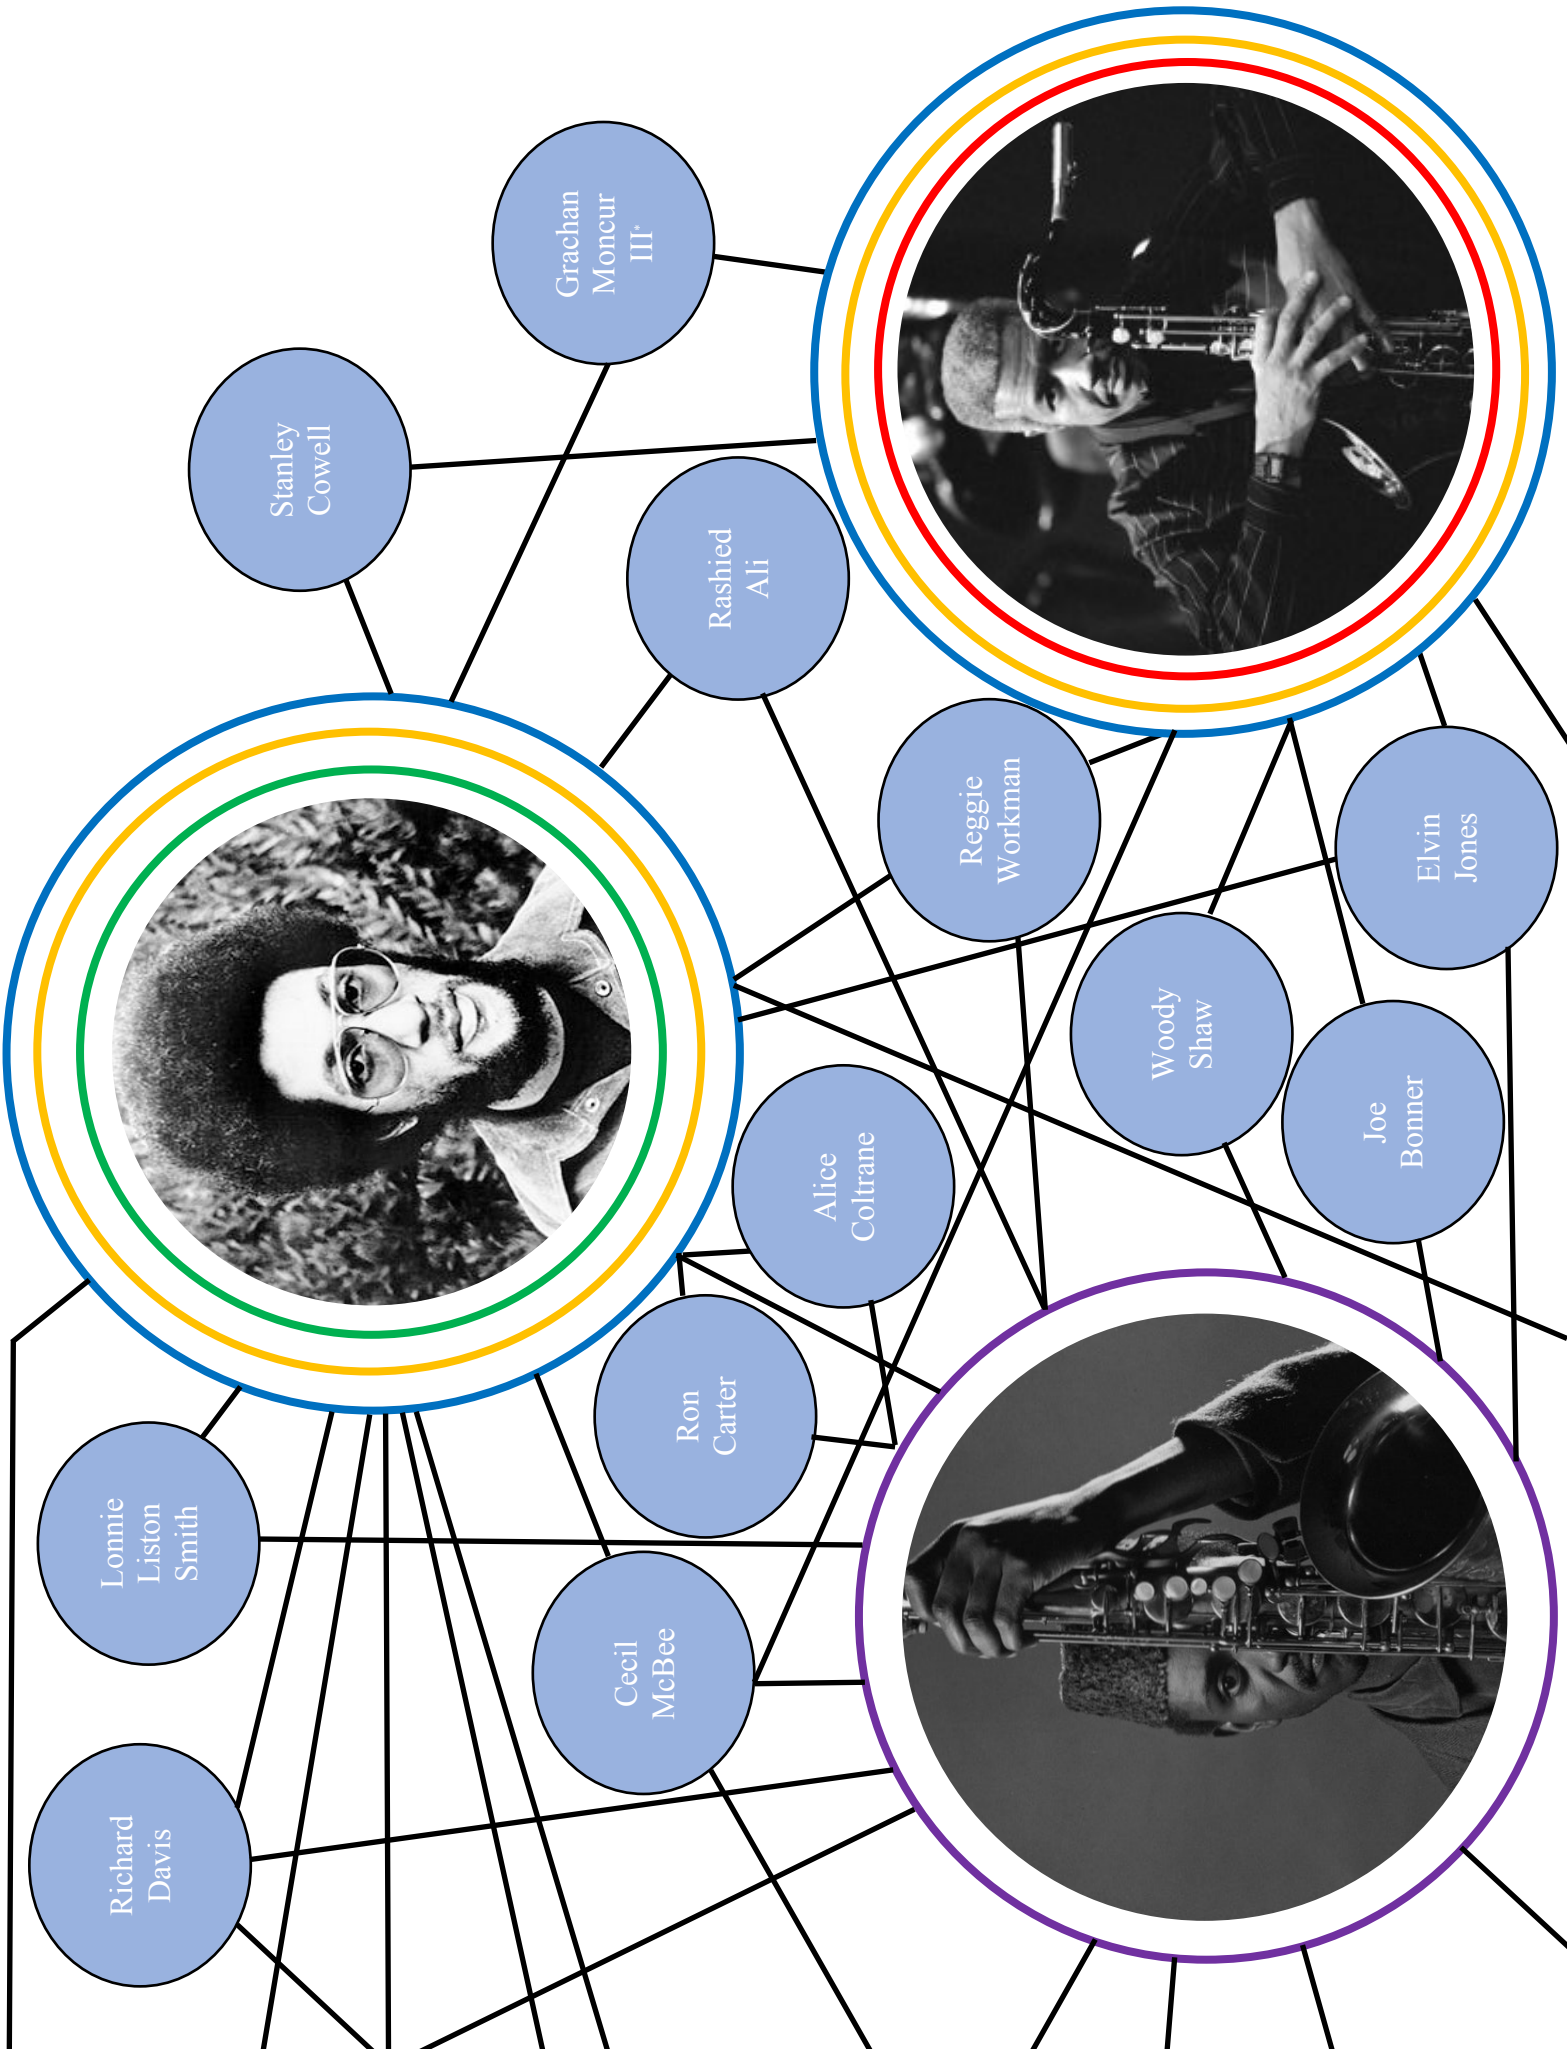 Grachan
Moncur
III*
Stanley
Cowell
Rashied
Ali
Reggie
Workman
Elvin
Jones
Woody
Shaw
Joe
Bonner
Alice
Coltrane
Ron
Carter
Lonnie
Liston
Smith
Cecil
McBee
Richard
Davis